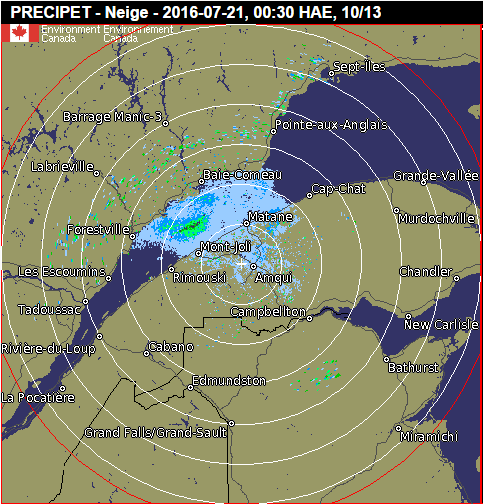 PRECIPET - Neige - 2016-07-21, 00:30 HAE, 10/13
Environment Environnement
Canada Canada
Sept-Iles
Barrage Manic-3
Pointe-aux-Anglais
Labrieville
Baie-Comeau
Grande-Vallée
Cap-Chat
Matane
Murdochville
Forestville
Mont-Joli
Les Escoumins
Rimouski
Amqui
Chandler
Tadoussac
Campbellton
New Carlisle
Rivière-du-Loup
Cabano
Bathurst
La Pocatière
Edmundston
Grand Falls/Grand-Sault
Miramichi